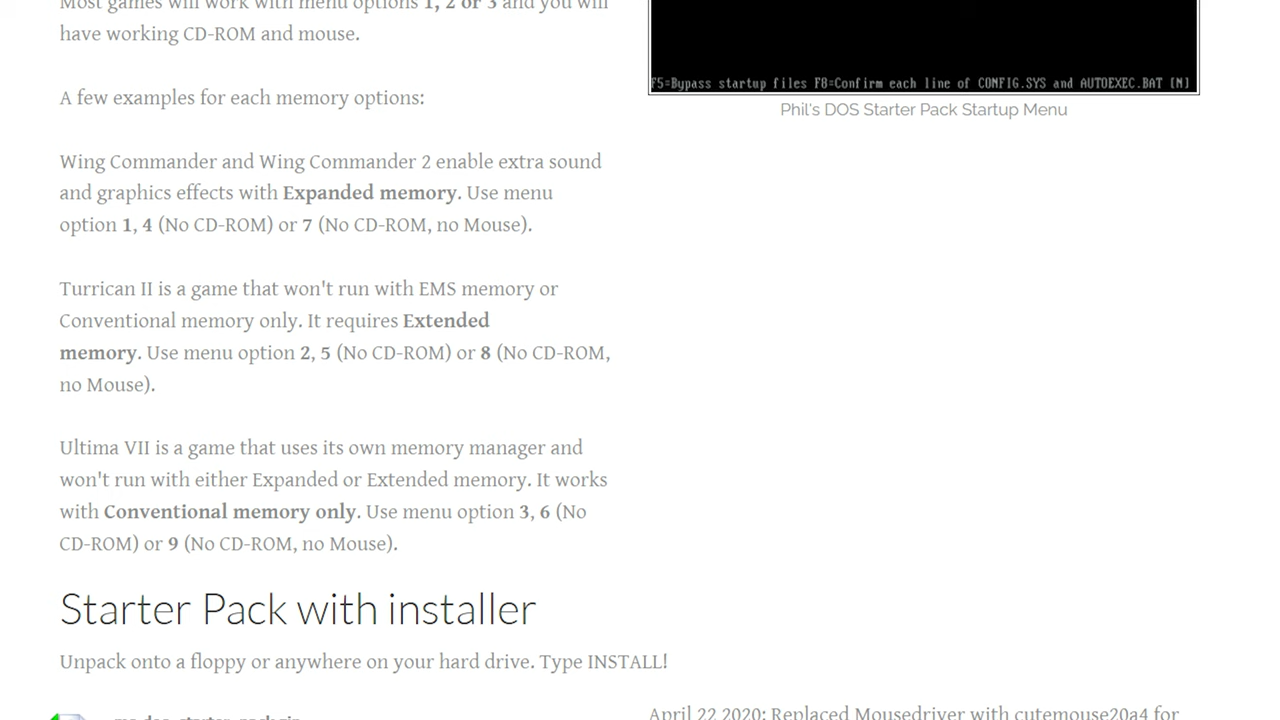 Most games will work with menu options 1, 2 or 3 and you will
have working CD-ROM and mouse.
A few examples for each memory options:
Wing Commander and Wing Commander 2 enable extra sound
and graphics effects with Expanded memory. Use menu
option 1, 4 (No CD-ROM) or 7 (No CD-ROM, no Mouse).
Turrican II is a game that won't run with EMS memory or
Conventional memory only. It requires Extended
memory. Use menu option 2, 5 (No CD-ROM) or 8 (No CD-ROM,
no Mouse).
Ultima VII is a game that uses its own memory manager and
won't run with either Expanded or Extended memory. It works
with Conventional memory only. Use menu option 3, 6 (No
CD-ROM) or 9 (No CD-ROM, no Mouse).
F5=Bypass startup files F8=Confirm each line of CONFIG.SYS and AUTOEXEC.BAT [N]
Phil's DOS Starter Pack Startup Menu
Starter Pack with installer
Unpack onto a floppy or anywhere on your hard drive. Type INSTALL!
April 22 2020: Replaced Mousedriver with cutemouse20a4 for